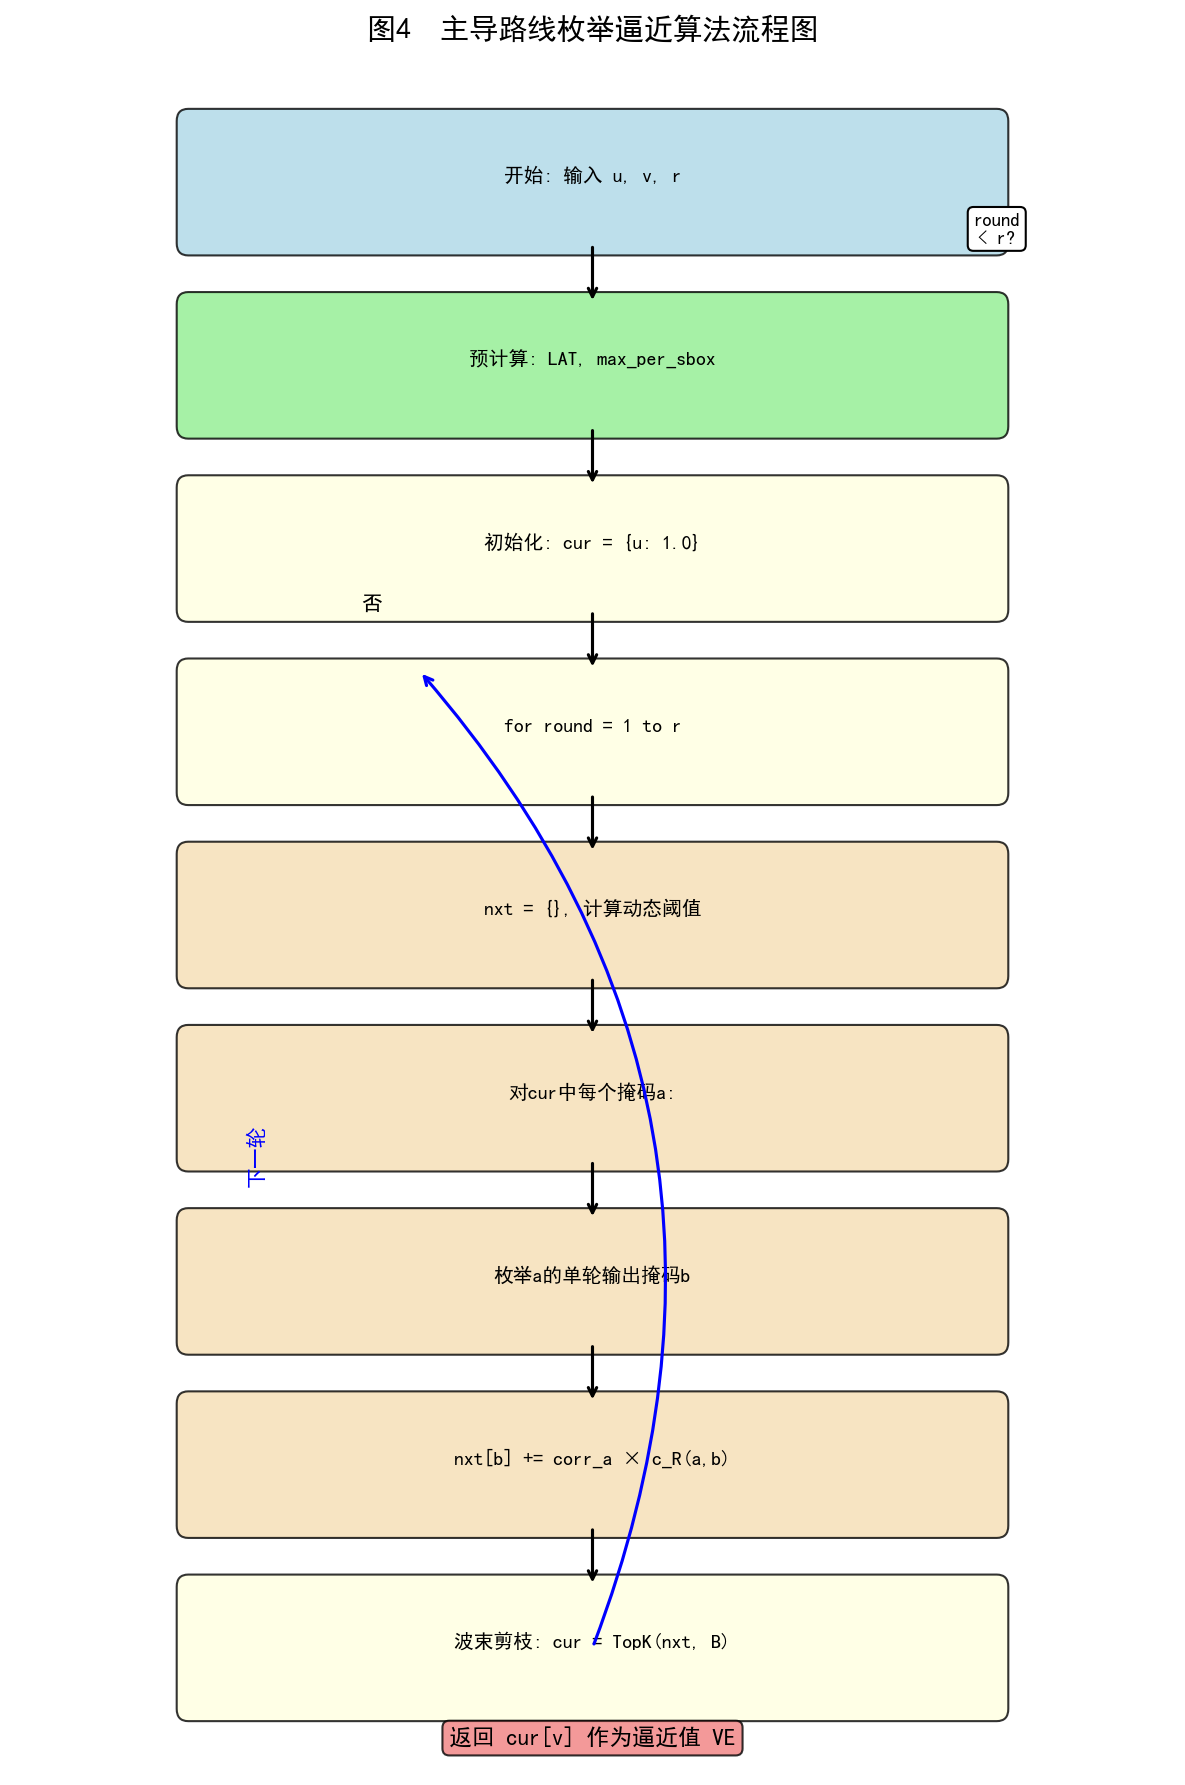 图4 主导路线枚举逼近算法流程图
开始: 输入 u, v, r
round
< r?
预计算: LAT, max_per_sbox
初始化: cur = {u: 1.0}
否
for round = 1 to r
nxt = {}, 计算动态阈值
对cur中每个掩码a:
下一轮
枚举a的单轮输出掩码b
nxt[b] += corr_a × c_R(a,b)
波束剪枝: cur = TopK(nxt, B)
返回 cur[v] 作为逼近值 VE